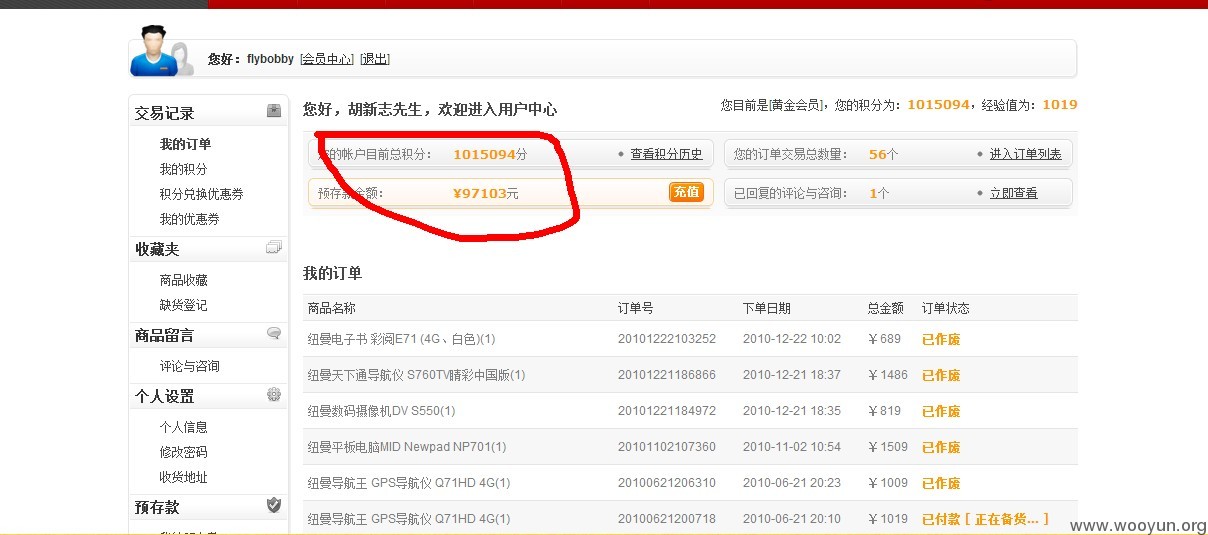 您好：flybobby [会员中心] [退出]
交易记录
我的订单
我的积分
积分兑换优惠券
我的优惠券
收藏夹
商品收藏
缺货登记
商品留言
评论与咨询
个人设置
个人信息
修改密码
收货地址
预存款
您好，胡新志先生，欢迎进入用户中心
您目前是[黄金会员]，您的积分为：1015094，经验值为：1019
的帐户目前总积分： 1015094分 • 查看积分历史
您的订单交易总数量： 56个 • 进入订单列表
预存款金额： ¥97103元 充值
已回复的评论与咨询： 1个 • 立即查看
我的订单
商品名称 订单号 下单日期 总金额 订单状态
纽曼电子书 彩阅E71 (4G、白色)(1) 20101222103252 2010-12-22 10:02 ￥689 已作废
纽曼天下通导航仪 S760TV睛彩中国版(1) 20101221186866 2010-12-21 18:37 ￥1486 已作废
纽曼数码摄像机DV S550(1) 20101221184972 2010-12-21 18:35 ￥819 已作废
纽曼平板电脑MID Newpad NP701(1) 20101102107360 2010-11-02 10:54 ￥1509 已作废
纽曼导航王 GPS导航仪 Q71HD 4G(1) 20100621206310 2010-06-21 20:23 ￥1009 已作废
纽曼导航王 GPS导航仪 Q71HD 4G(1) 20100621200718 2010-06-21 20:10 ￥1019 已付款 [ 正在备货... ]
www.wooyun.org